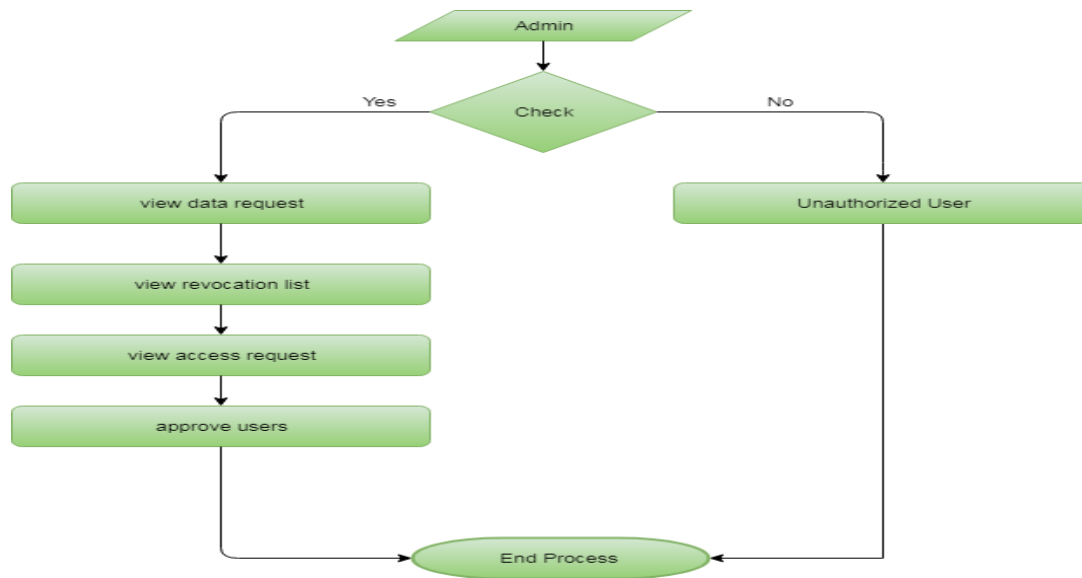 Admin
Check
Yes
No
view data request
Unauthorized User
view revocation list
view access request
approve users
End Process